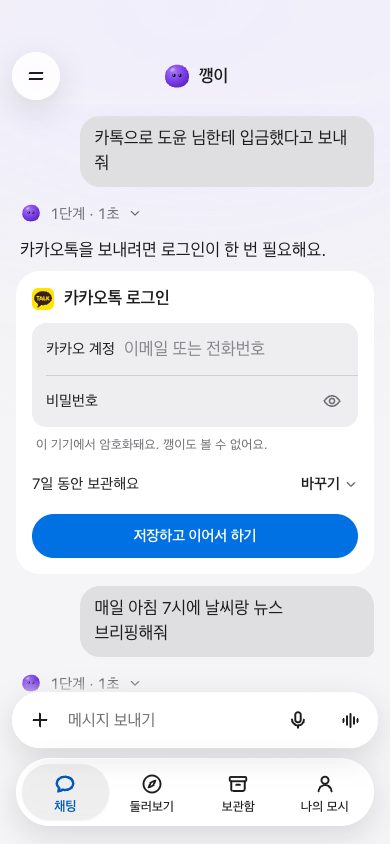 깽이
카톡으로 도윤 님한테 입금했다고 보내
줘
1단계 · 1초
카카오톡을 보내려면 로그인이 한 번 필요해요.
TALK
카카오톡 로그인
카카오 계정 이메일 또는 전화번호
비밀번호
이 기기에서 암호화돼요. 깽이도 볼 수 없어요.
7일 동안 보관해요 바꾸기
저장하고 이어서 하기
매일 아침 7시에 날씨랑 뉴스
브리핑해줘
1단계 · 1초
메시지 보내기
채팅 둘러보기 보관함 나의 모시